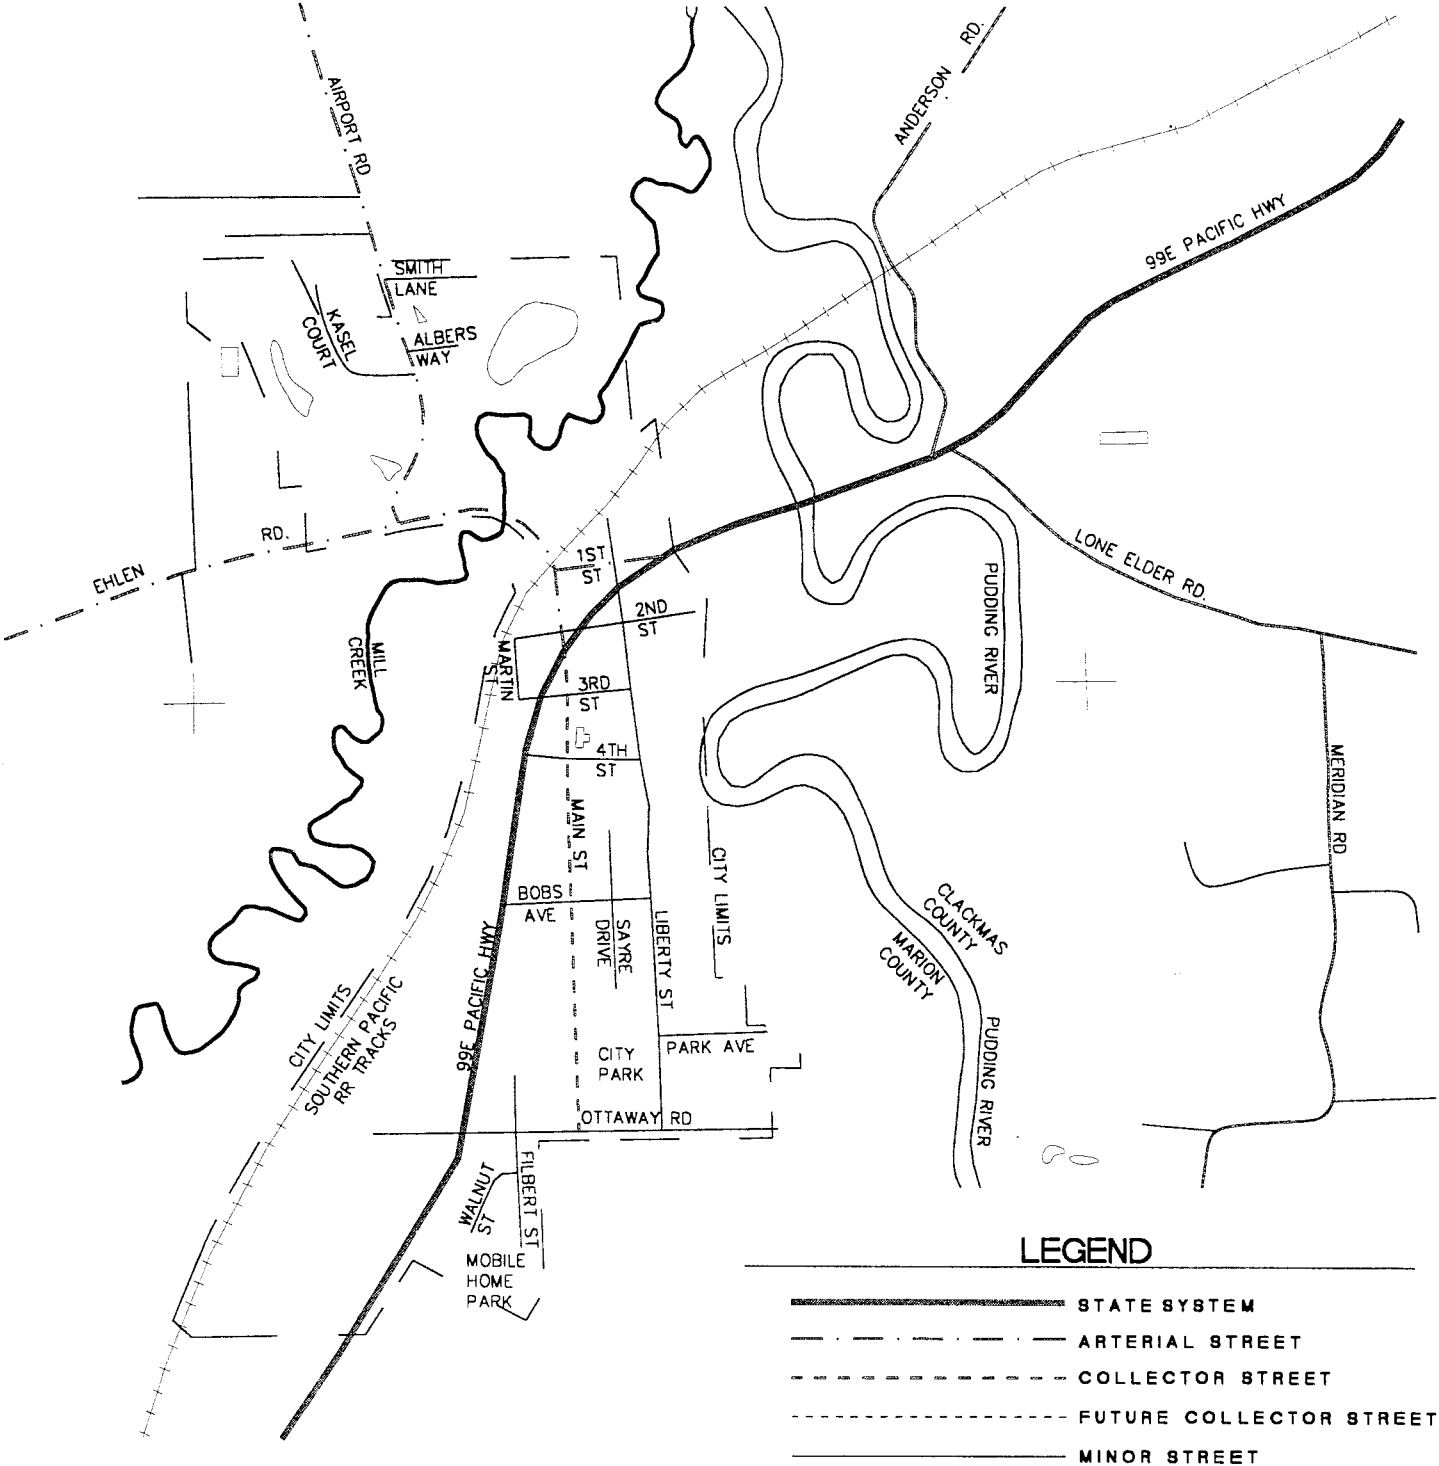 ANDERSON RD.
AIRPORT RD
99E PACIFIC HWY
SMITH
LANE
KASEL
COURT
ALBERS
WAY
EHLEN RD.
1ST
ST
2ND
ST
LONE ELDER RD.
PUDDING RIVER
MILL
CREEK
MARTIN
ST
3RD
ST
4TH
ST
MAIN ST
MERIDIAN RD
CITY LIMITS
BOBS
AVE
SAYRE
DRIVE
LIBERTY ST
CLACKMAS
COUNTY
MARION
COUNTY
99E PACIFIC HWY
CITY LIMITS
SOUTHERN PACIFIC
RR TRACKS
CITY
PARK
PARK AVE
PUDDING RIVER
OTTAWAY RD
WALNUT
ST
FILBERT ST
MOBILE
HOME
PARK
LEGEND
STATE SYSTEM
ARTERIAL STREET
COLLECTOR STREET
FUTURE COLLECTOR STREET
MINOR STREET